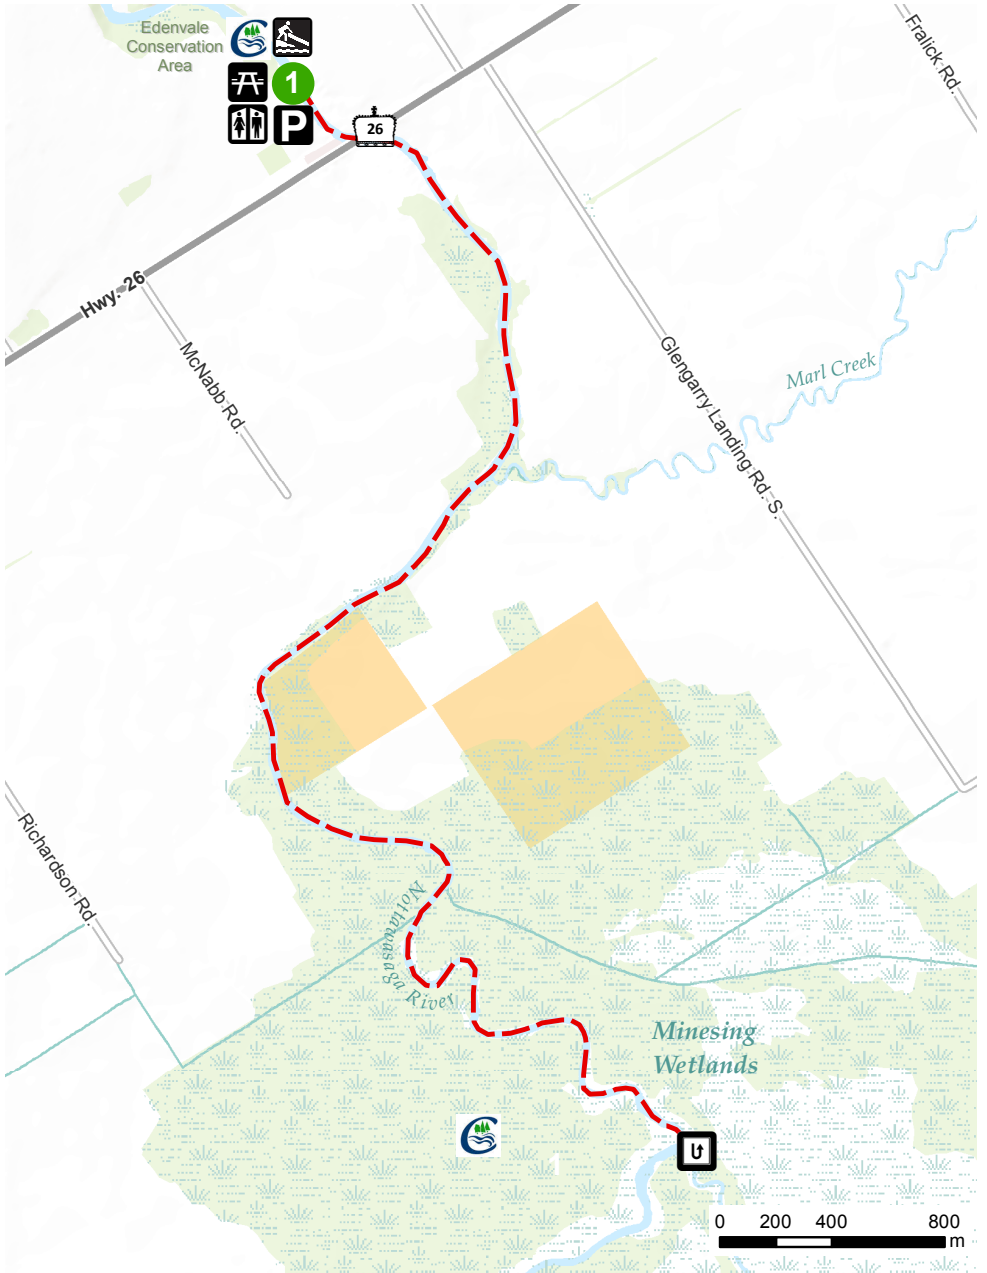 Edenvale
Conservation
Area
1
P
26
Fralick Rd.
Hwy. 26
McNabb Rd.
Glengarry Landing Rd. S.
Marl Creek
Richardson Rd.
Nottawasaga River
Minesing
Wetlands
0 200 400 800
m